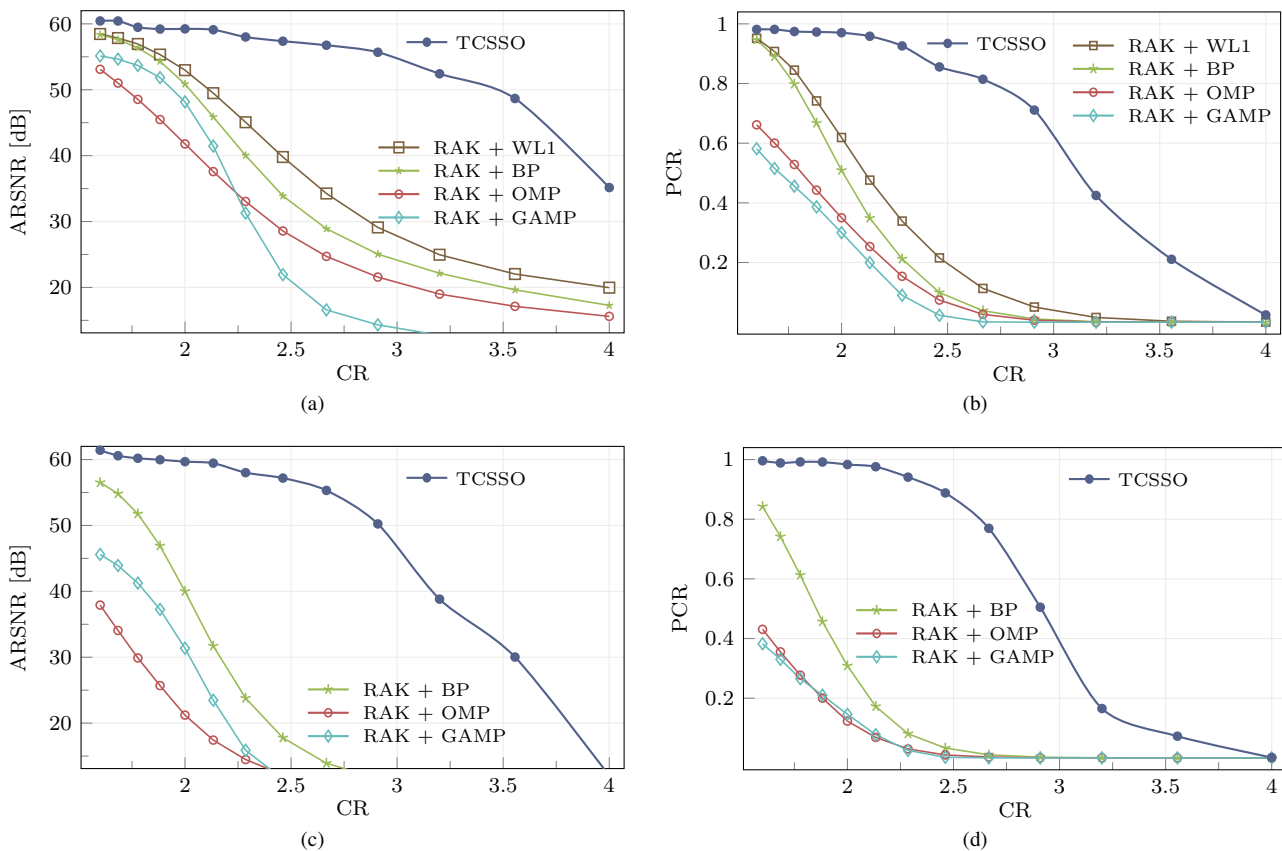 60
50
40
30
20
ARSNR [dB]
TCSSO
RAK + WL1
RAK + BP
RAK + OMP
RAK + GAMP
2
2.5
3
3.5
4
CR
(a)
1
0.8
0.6
0.4
0.2
PCR
TCSSO
RAK + WL1
RAK + BP
RAK + OMP
RAK + GAMP
2
2.5
3
3.5
4
CR
(b)
60
50
40
30
20
ARSNR [dB]
TCSSO
RAK + BP
RAK + OMP
RAK + GAMP
2
2.5
3
3.5
4
CR
(c)
1
0.8
0.6
0.4
0.2
PCR
TCSSO
RAK + BP
RAK + OMP
RAK + GAMP
2
2.5
3
3.5
4
CR
(d)